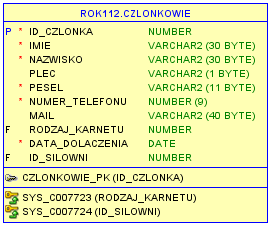 ROK112.CZLONKOWIE
P * ID_CZLONKA NUMBER
* IMIE VARCHAR2 (30 BYTE)
* NAZWISKO VARCHAR2 (30 BYTE)
PLEC VARCHAR2 (1 BYTE)
* PESEL VARCHAR2 (11 BYTE)
* NUMER_TELEFONU NUMBER (9)
MAIL VARCHAR2 (40 BYTE)
F RODZAJ_KARNETU NUMBER
* DATA_DOLACZENIA DATE
F * ID_SILOWNI NUMBER
CZLONKOWIE_PK (ID_CZLONKA)
SYS_C007723 (RODZAJ_KARNETU)
SYS_C007724 (ID_SILOWNI)